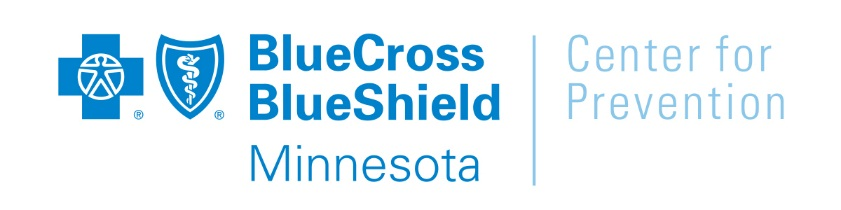 BlueCross
BlueShield
Minnesota
Center for
Prevention
® ®